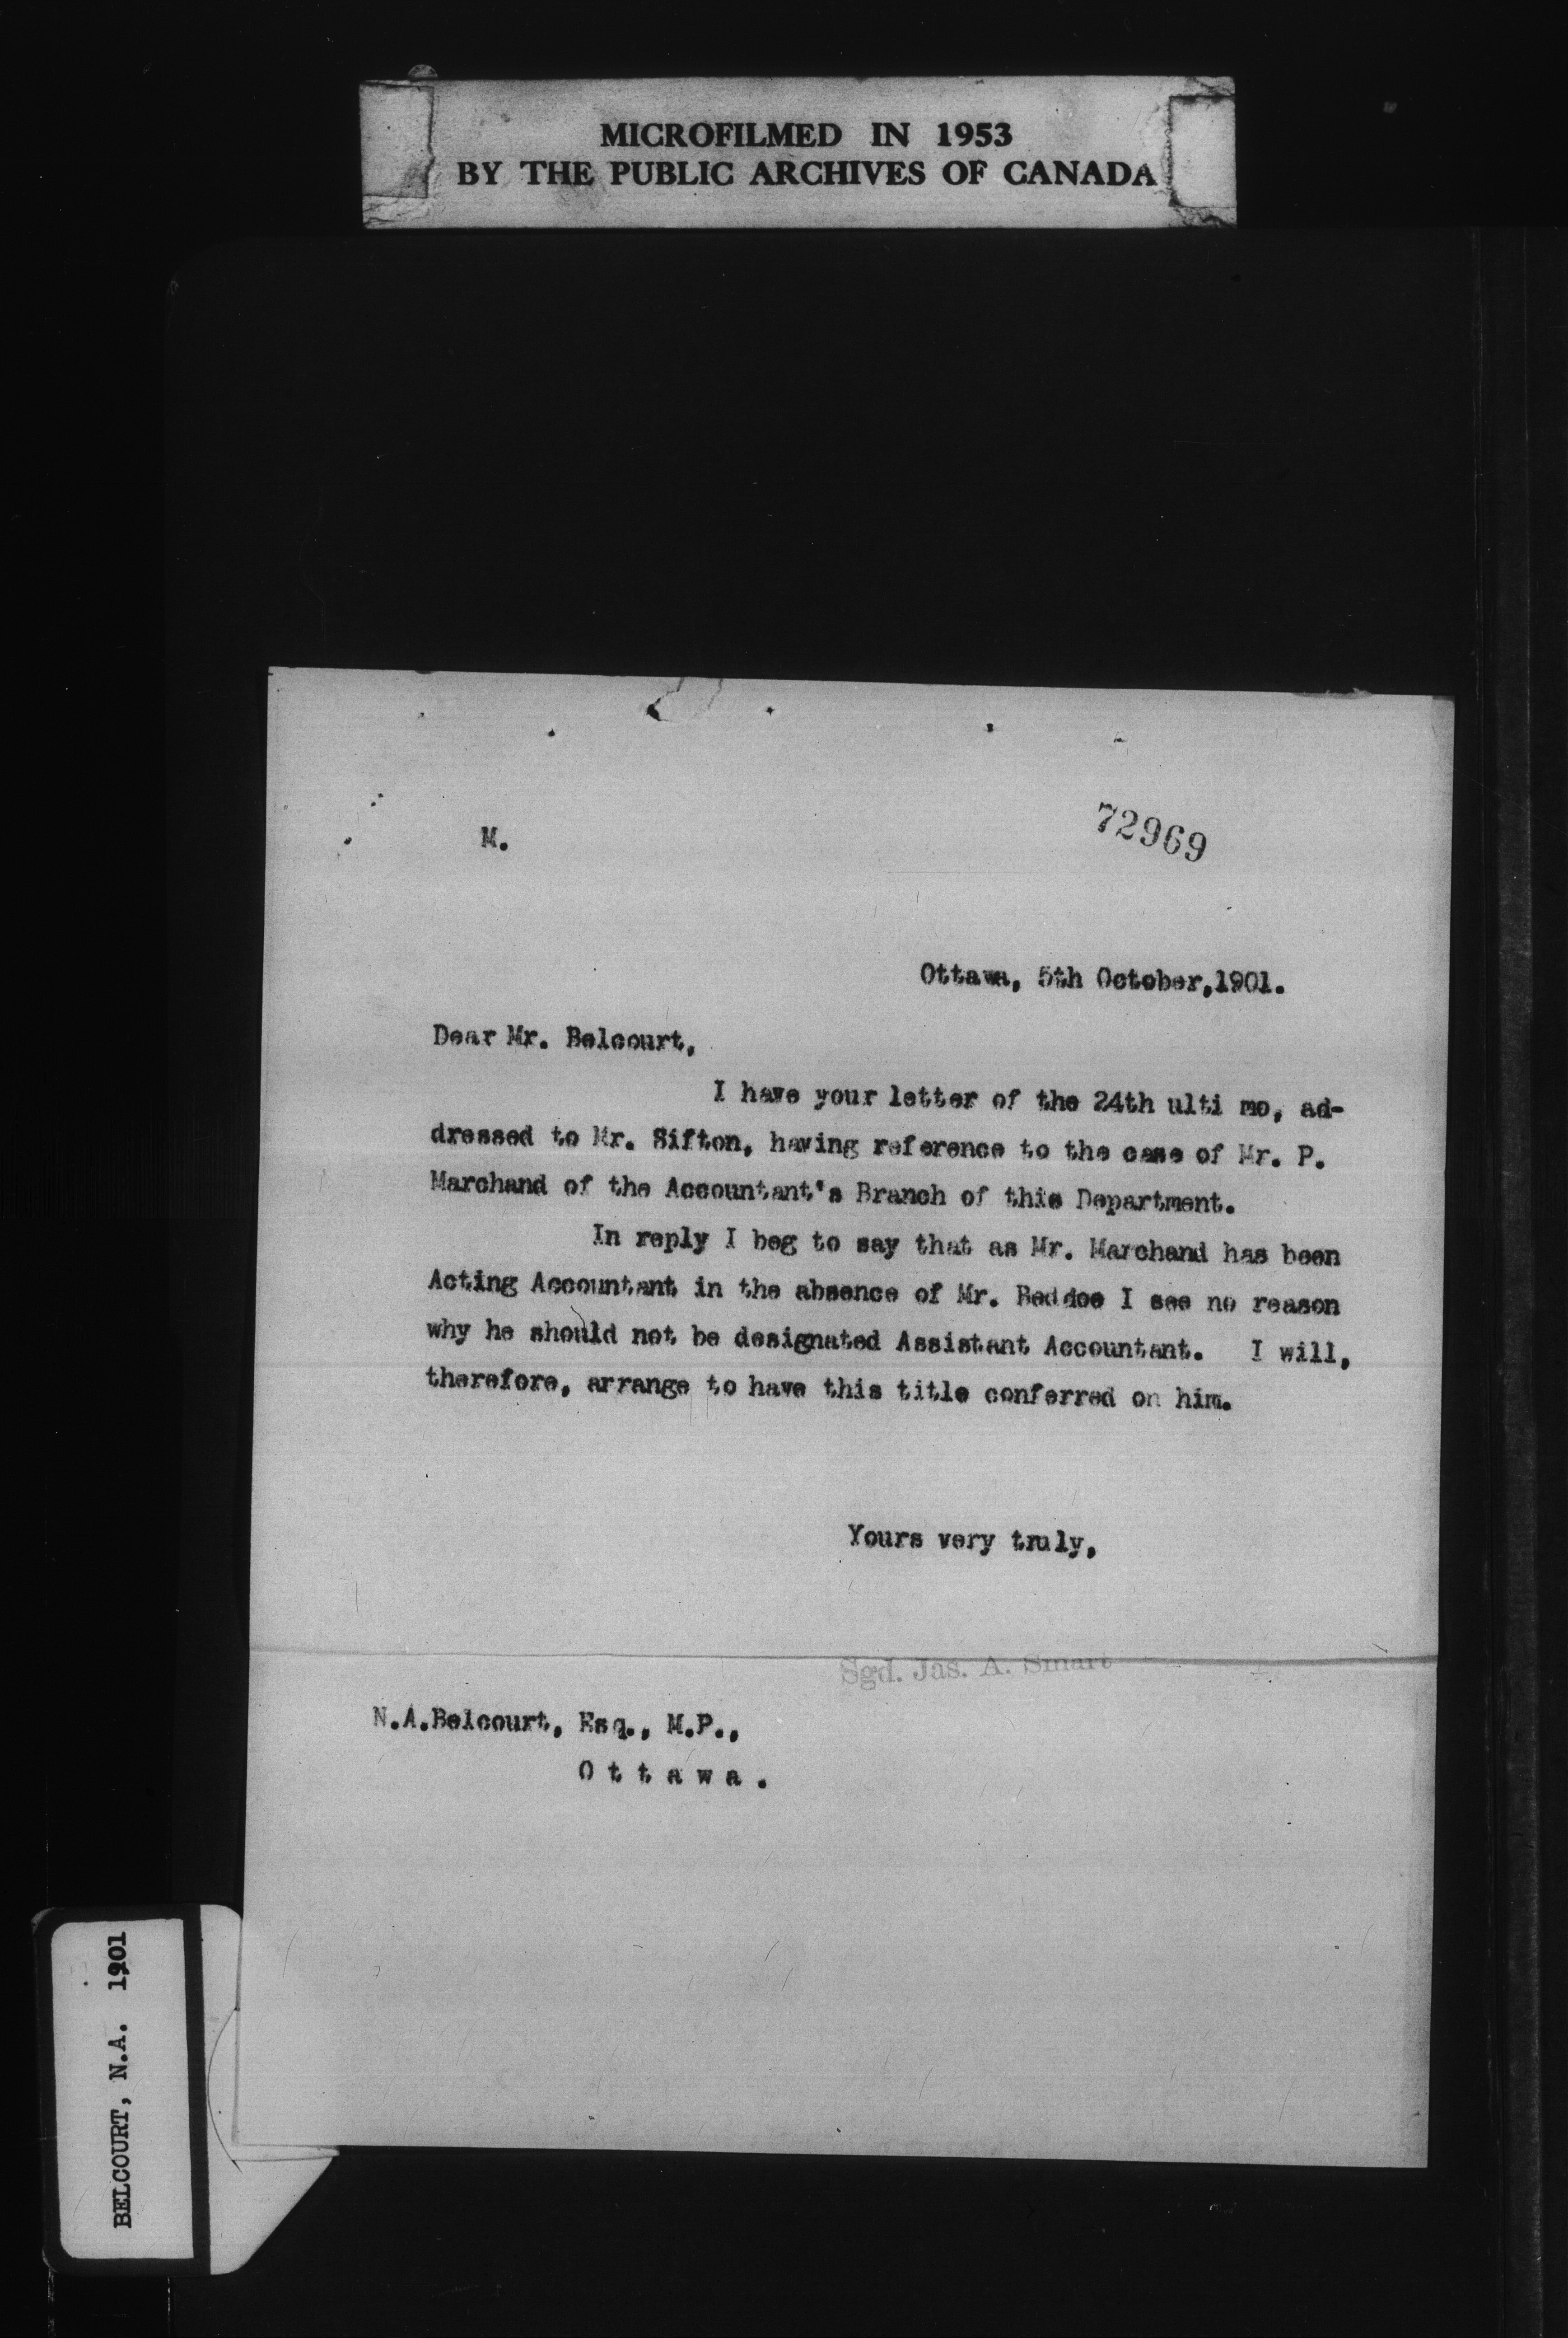 MICROFILMED IN 1953
BY THE PUBLIC ARCHIVES OF CANADA
M.
72969
Ottawa, 5th October,1901.
Dear Mr. Belcourt,
I have your letter of the 24th ulti mo, ad-
dressed to Mr. Sifton, having reference to the case of Mr. P.
Marchand of the Accountant's Branch of this Department.
In reply I beg to say that as Mr. Marchand has been
Acting Accountant in the absence of Mr. Beddoe I see no reason
why he should not be designated Assistant Accountant. I will,
therefore, arrange to have this title conferred on him.
Yours very truly,
Sgd. Jas. A. Smart
N.A.Belcourt, Esq., M.P.,
Ottawa.
BELCOURT, N.A. 1901